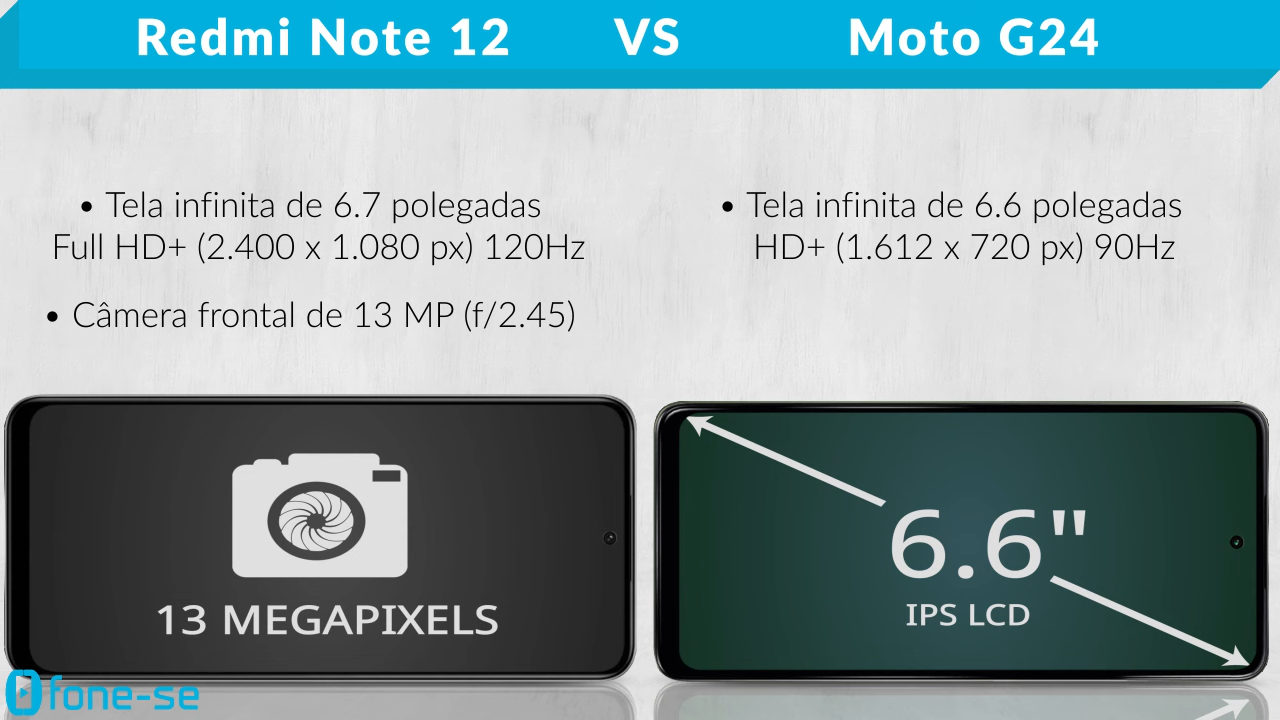 Redmi Note 12 VS Moto G24
• Tela infinita de 6.7 polegadas
Full HD+ (2.400 x 1.080 px) 120Hz
• Câmera frontal de 13 MP (f/2.45)
• Tela infinita de 6.6 polegadas
HD+ (1.612 x 720 px) 90Hz
13 MEGAPIXELS
6.6"
IPS LCD
fone-se